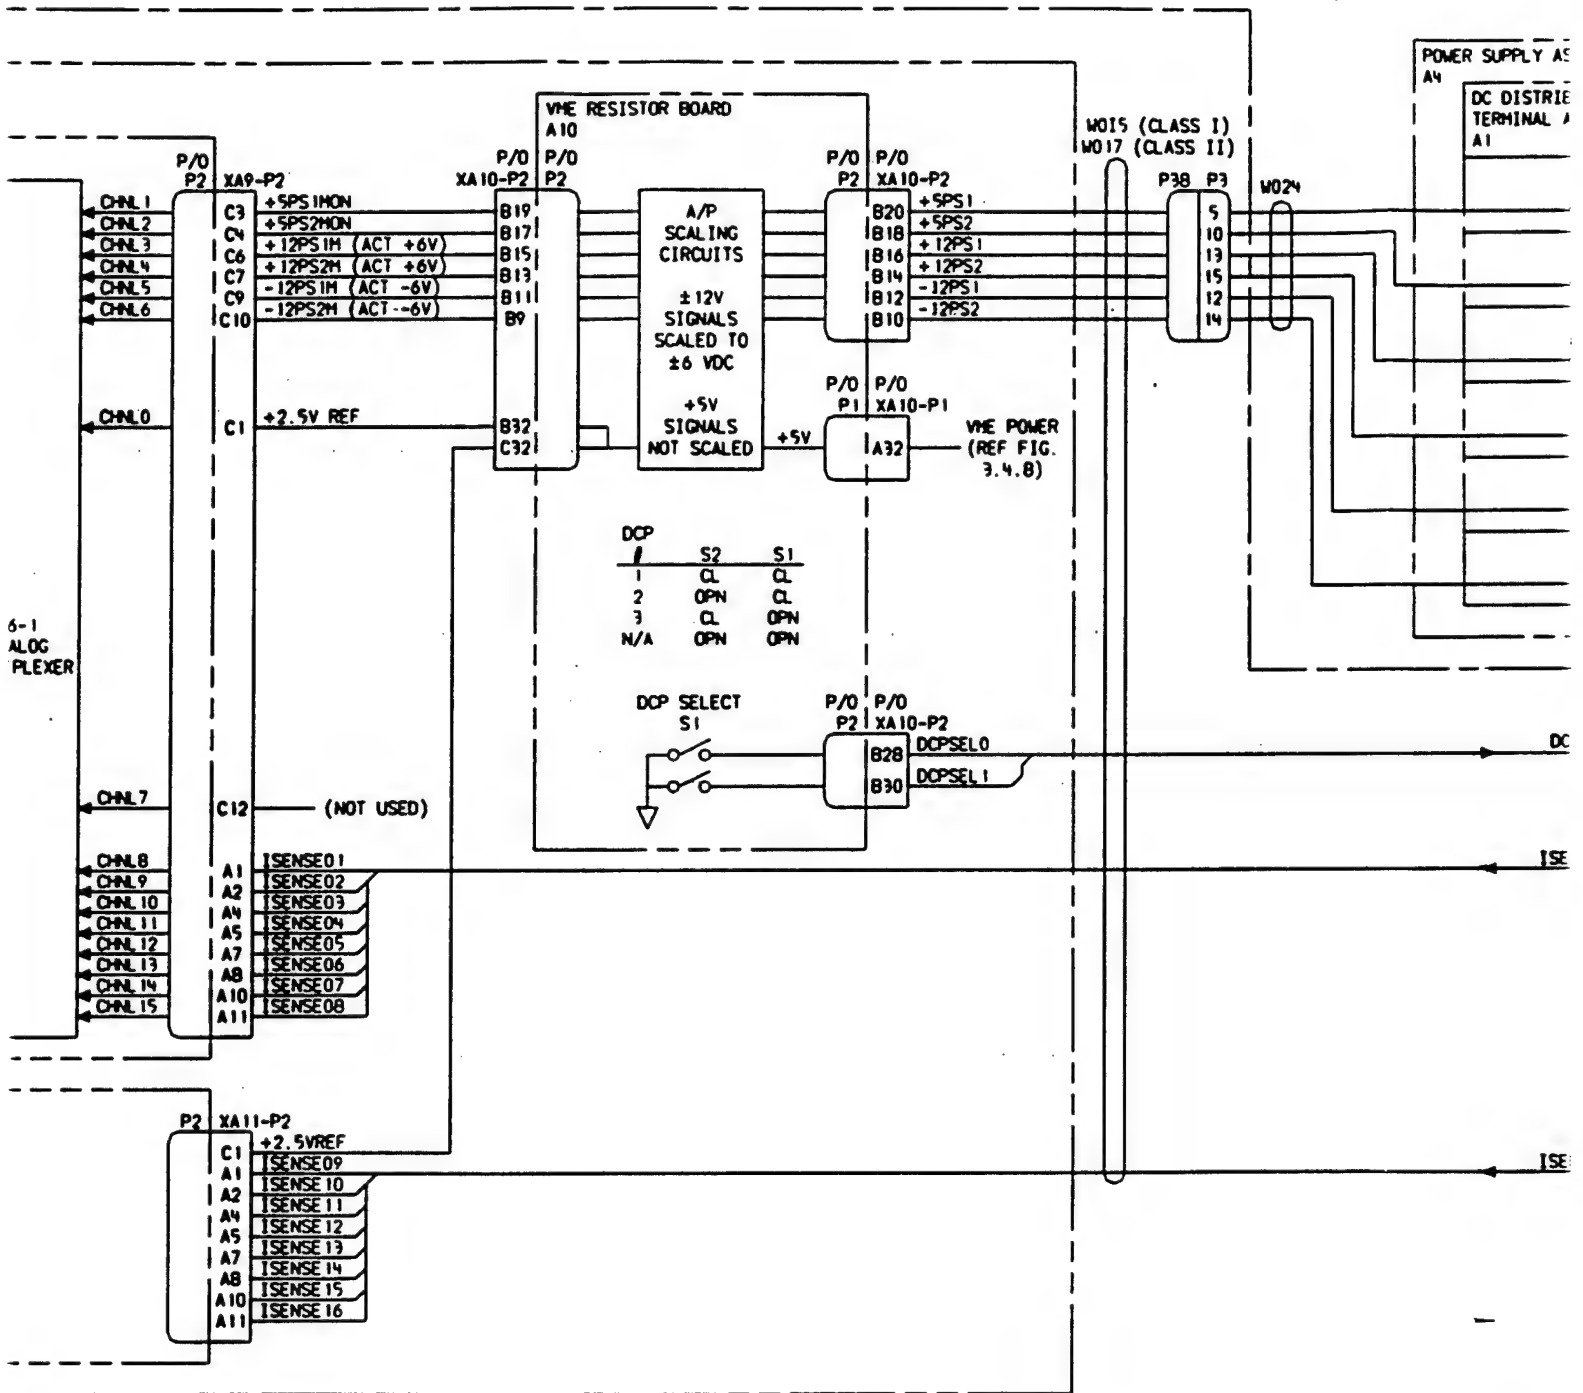 POWER SUPPLY AS
A4
DC DISTRIB
TERMINAL A
A1
VME RESISTOR BOARD
A10
W015 (CLASS I)
W017 (CLASS II)
P/O
P2 XA9-P2
P/O P/O
XA10-P2 P2
P/O P/O
P2 XA10-P2
P38 P3
W024
CHNL 1 C3 +5PS1MON B19 B20 +5PS1 5
CHNL 2 C4 +5PS2MON B17 B18 +5PS2 10
CHNL 3 C6 +12PS1M (ACT +6V) B15 B16 +12PS1 13
CHNL 4 C7 +12PS2M (ACT +6V) B13 B14 +12PS2 15
CHNL 5 C9 -12PS1M (ACT -6V) B11 B12 -12PS1 12
CHNL 6 C10 -12PS2M (ACT --6V) B9 B10 -12PS2 14
A/P
SCALING
CIRCUITS
±12V
SIGNALS
SCALED TO
±6 VDC
+5V
SIGNALS
NOT SCALED
P/O P/O
P1 XA10-P1
CHNL0 C1 +2.5V REF B32
C32
+5V A32
VME POWER
(REF FIG.
3.4.8)
DCP
# S2 S1
1 CL CL
2 OPN CL
3 CL OPN
N/A OPN OPN
6-1
ALOG
PLEXER
DCP SELECT
S1
P/O P/O
P2 XA10-P2
B28 DCPSEL0
B30 DCPSEL1
DC
CHNL 7 C12 (NOT USED)
CHNL 8 A1 ISENSE01
ISE
CHNL 9 A2 ISENSE02
CHNL 10 A4 ISENSE03
CHNL 11 A5 ISENSE04
CHNL 12 A7 ISENSE05
CHNL 13 A8 ISENSE06
CHNL 14 A10 ISENSE07
CHNL 15 A11 ISENSE08
P2 XA11-P2
C1 +2.5VREF
A1 ISENSE09
ISE
A2 ISENSE10
A4 ISENSE11
A5 ISENSE12
A7 ISENSE13
A8 ISENSE14
A10 ISENSE15
A11 ISENSE16